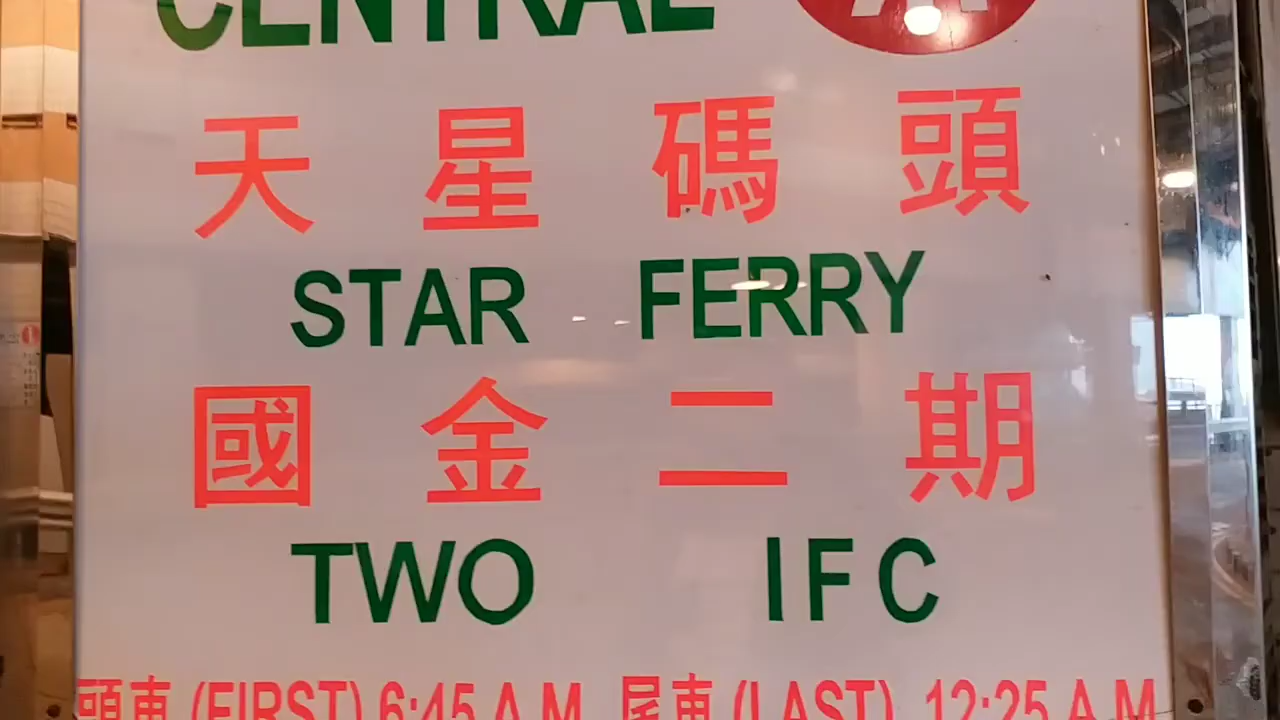 CENTRAL
天星碼頭
STAR FERRY
國金二期
TWO IFC
頭車 (FIRST) 6:45 A.M. 尾車 (LAST) 12:25 A.M.